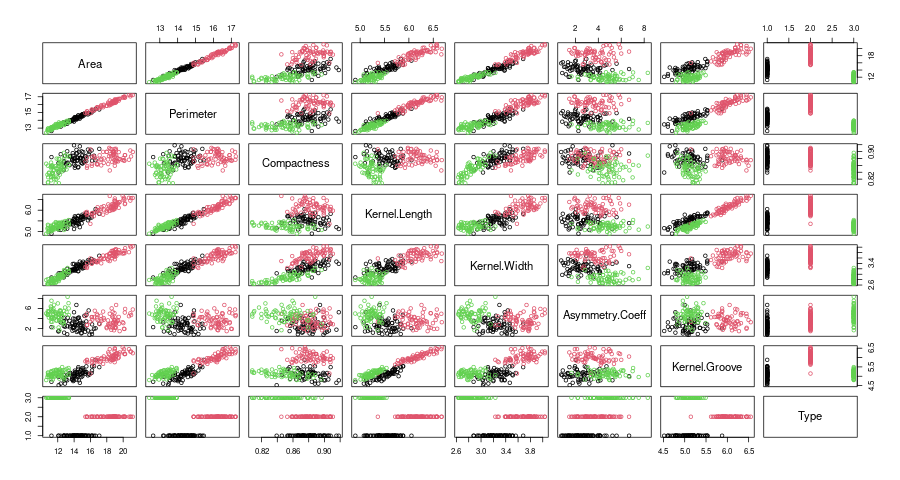 13 14 15 16 17
5.0 5.5 6.0 6.5
2 4 6 8
1.0 1.5 2.0 2.5 3.0
Area
12 18
13 15 17
Perimeter
Compactness
0.82 0.90
5.0 6.0
Kernel.Length
Kernel.Width
2.6 3.4
2 6
Asymmetry.Coeff
Kernel.Groove
4.5 5.5 6.5
1.0 2.0 3.0
Type
12 14 16 18 20
0.82 0.86 0.90
2.6 3.0 3.4 3.8
4.5 5.0 5.5 6.0 6.5